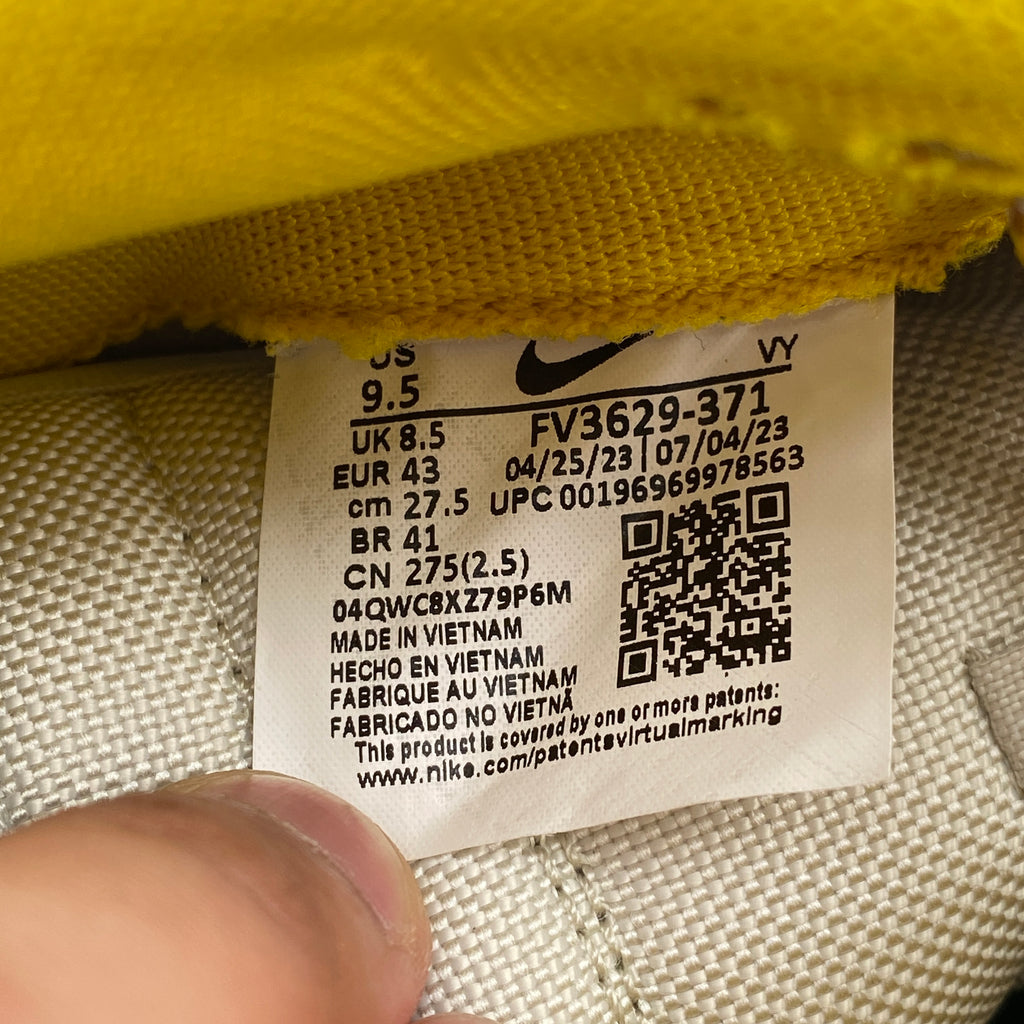 US
9.5
VY
UK 8.5
FV3629-371
EUR 43
04/25/23 | 07/04/23
cm 27.5
UPC 00196969978563
BR 41
CN 275(2.5)
04QWC8XZ79P6M
MADE IN VIETNAM
HECHO EN VIETNAM
FABRIQUE AU VIETNAM
FABRICADO NO VIETNÃ
This product is covered by one or more patents:
www.nike.com/patentsvirtualmarking